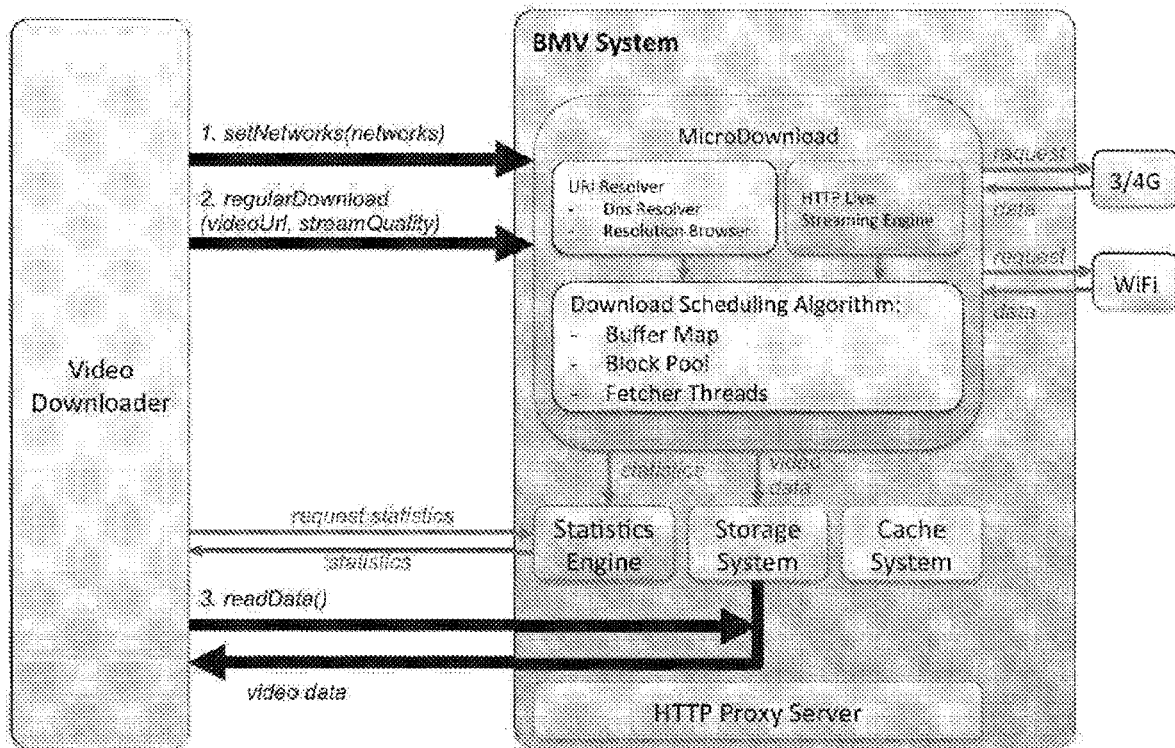 BMV System
MicroDownload
1. setNetworks(networks)
2. regularDownload
(videoUrl, streamQuality)
URI Resolver
- Dns Resolver
- Resolution Browser
HTTP Live
Streaming Engine
request
3/4G
data
request
WiFi
data
Download Scheduling Algorithm:
- Buffer Map
- Block Pool
- Fetcher Threads
Video
Downloader
statistics
video
data
request statistics
statistics
Statistics
Engine
Storage
System
Cache
System
3. readData()
video data
HTTP Proxy Server